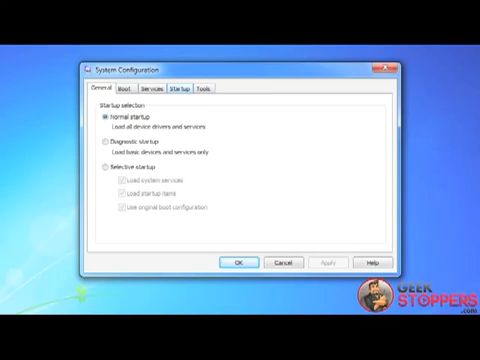 System Configuration
General Boot Services Startup Tools
Startup selection
Normal startup
Load all device drivers and services
Diagnostic startup
Load basic devices and services only
Selective startup
Load system services
Load startup items
Use original boot configuration
OK Cancel Apply Help
GEEK
STOPPERS
.com